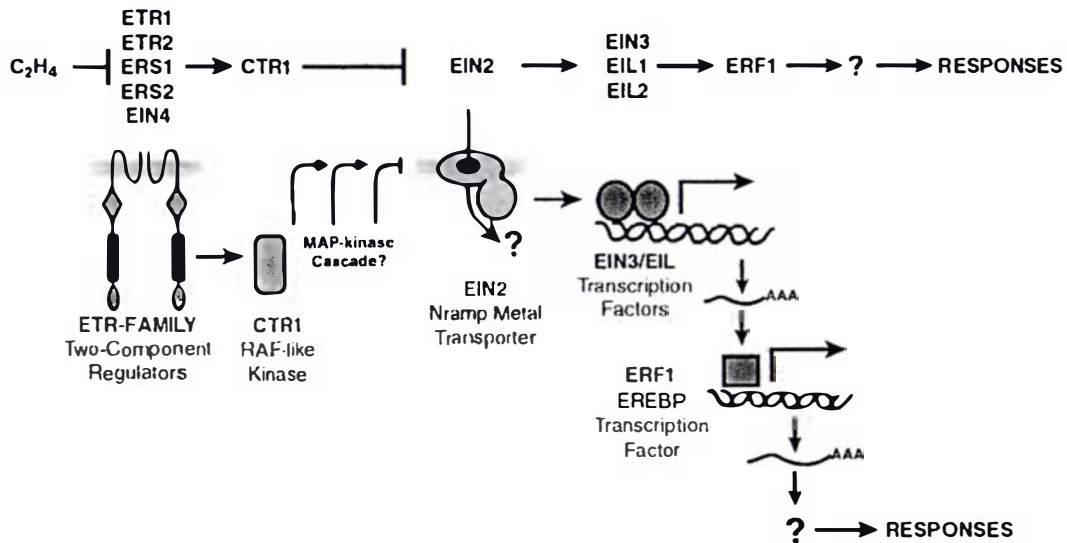 ETR1
ETR2
C₂H₄ ERS1 CTR1 EIN2
ERS2
EIN4
EIN3
EIL1 ERF1 ? RESPONSES
EIL2
MAP-kinase
Cascade?
?
ETR-FAMILY
Two-Component
Regulators
CTR1
RAF-like
Kinase
EIN2
Nramp Metal
Transporter
EIN3/EIL
Transcription
Factors
AAA
ERF1
EREBP
Transcription
Factor
AAA
? RESPONSES